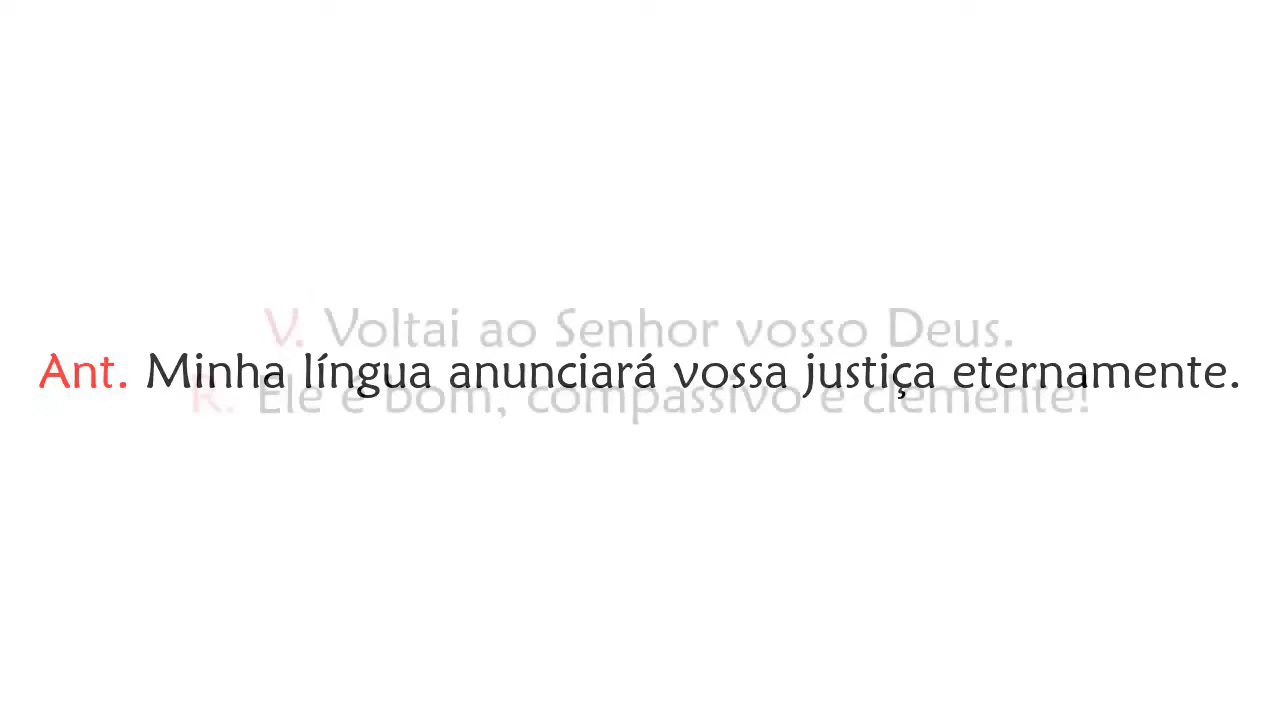 V. Voltai ao Senhor vosso Deus.
Ant. Minha língua anunciará vossa justiça eternamente.
R. Ele é bom, compassivo e clemente!